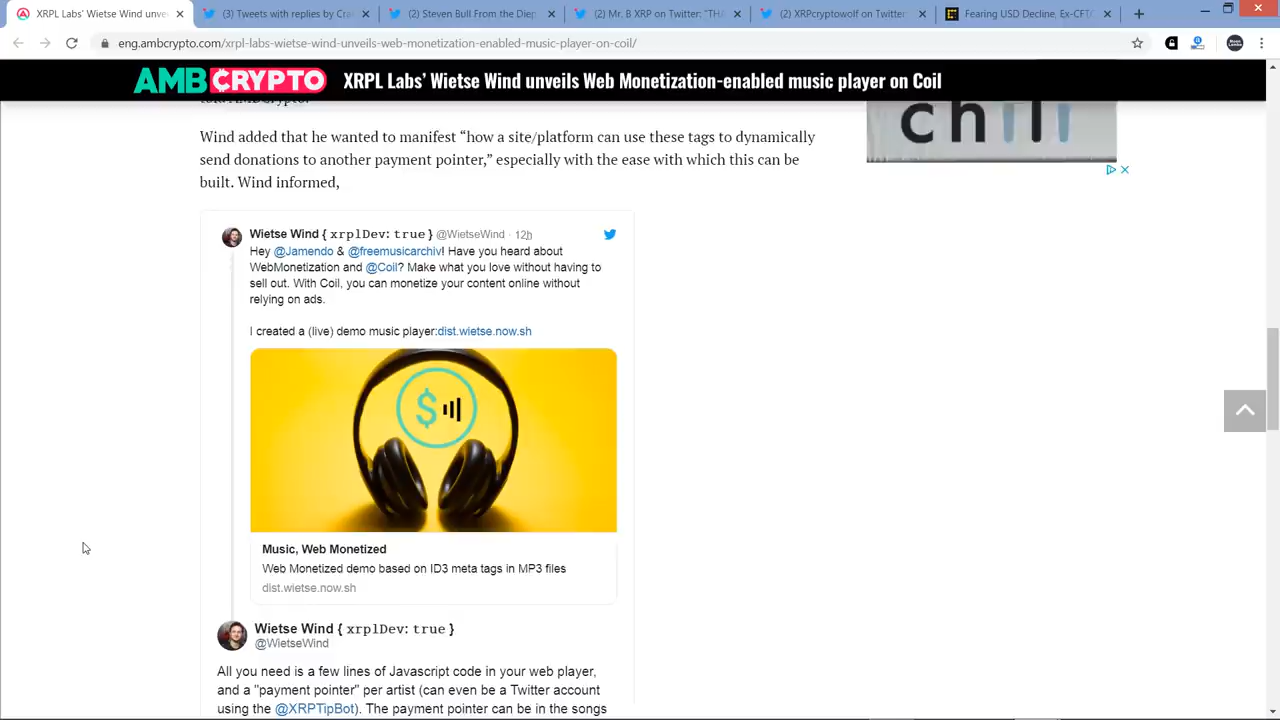 XRPL Labs' Wietse Wind unveils
(3) Tweets with replies by Cra
(2) Steven Bull From the Diep
(2) Mr. B XRP on Twitter: "THA
(2) XRPcryptowolf on Twitter
Fearing USD Decline, Ex-CFTC
eng.ambcrypto.com/xrpl-labs-wietse-wind-unveils-web-monetization-enabled-music-player-on-coil/
AMBCRYPTO XRPL Labs' Wietse Wind unveils Web Monetization-enabled music player on Coil
told AMBCrypto.
Wind added that he wanted to manifest “how a site/platform can use these tags to dynamically
send donations to another payment pointer,” especially with the ease with which this can be
built. Wind informed,
chill
Wietse Wind { xrplDev: true } @WietseWind · 12h
Hey @Jamendo & @freemusicarchiv! Have you heard about
WebMonetization and @Coil? Make what you love without having to
sell out. With Coil, you can monetize your content online without
relying on ads.
I created a (live) demo music player:dist.wietse.now.sh
$
Music, Web Monetized
Web Monetized demo based on ID3 meta tags in MP3 files
dist.wietse.now.sh
Wietse Wind { xrplDev: true }
@WietseWind
All you need is a few lines of Javascript code in your web player,
and a "payment pointer" per artist (can even be a Twitter account
using the @XRPTipBot). The payment pointer can be in the songs